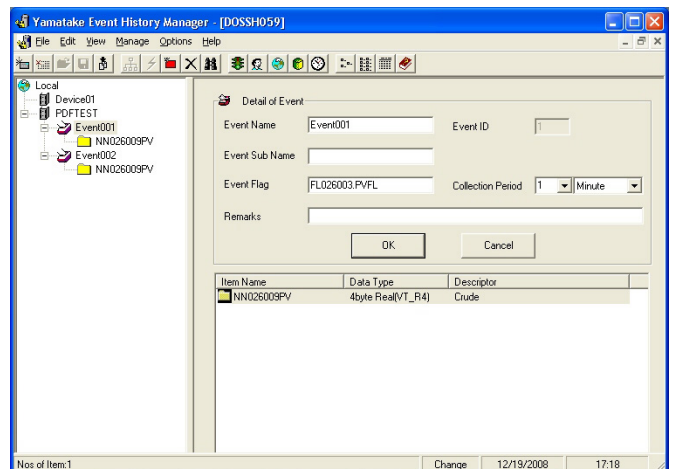 Yamatake Event History Manager - [DOSSH059]
File Edit View Manage Options Help
Local
Device01
PDFTEST
Event001
NN026009PV
Event002
NN026009PV
Detail of Event
Event Name Event001 Event ID 1
Event Sub Name
Event Flag FL026003.PVFL Collection Period 1 Minute
Remarks
OK Cancel
Item Name Data Type Descriptor
NN026009PV 4byte Real(VT_R4) Crude
Nos of Item:1 Change 12/19/2008 17:18